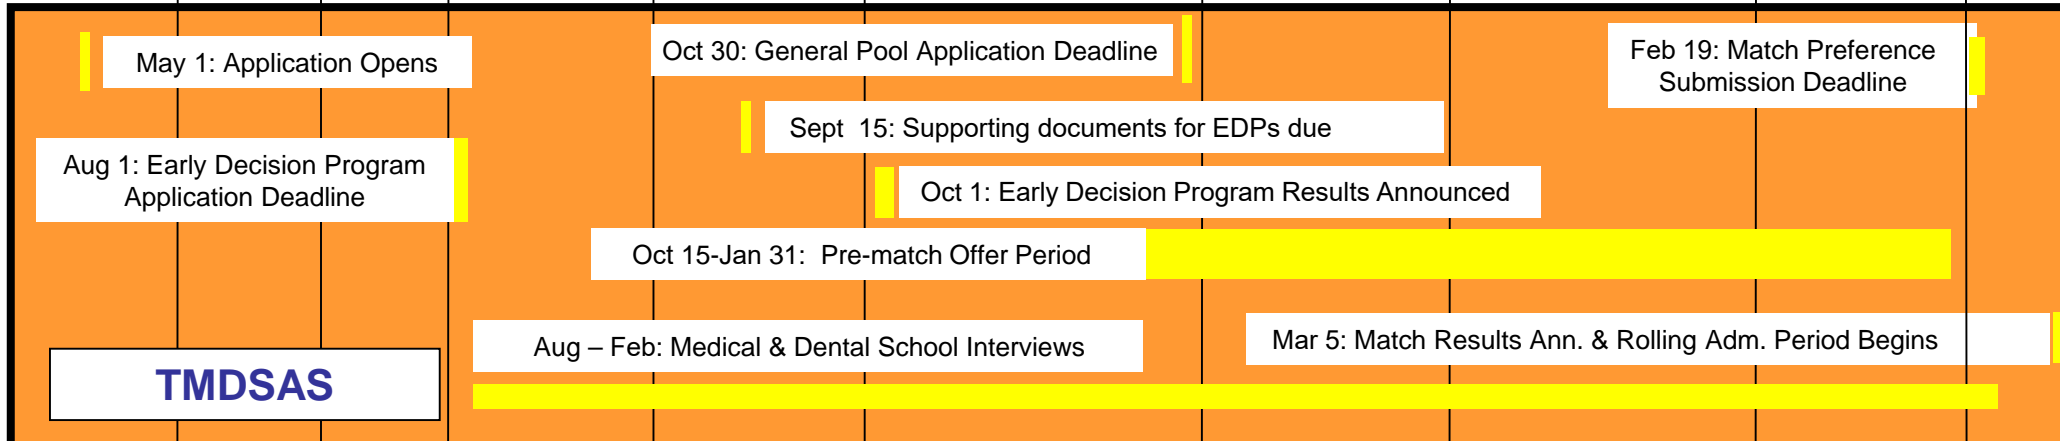 May 1: Application Opens
Oct 30: General Pool Application Deadline
Feb 19: Match Preference
Submission Deadline
Sept 15: Supporting documents for EDPs due
Aug 1: Early Decision Program
Application Deadline
Oct 1: Early Decision Program Results Announced
Oct 15-Jan 31: Pre-match Offer Period
Aug – Feb: Medical & Dental School Interviews
Mar 5: Match Results Ann. & Rolling Adm. Period Begins
TMDSAS